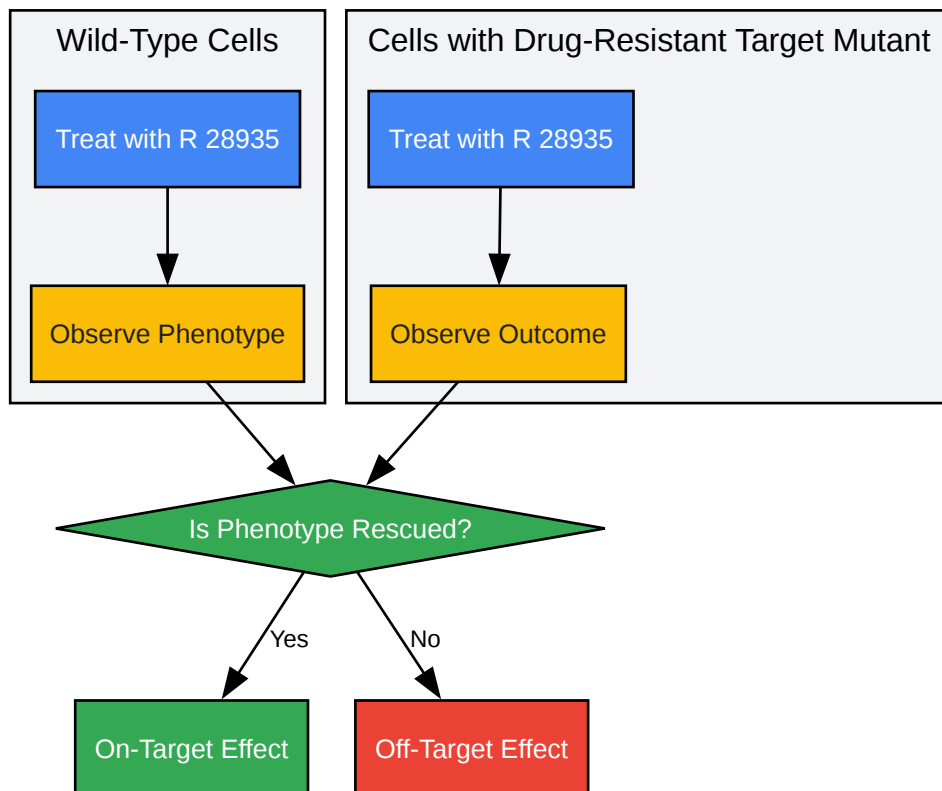 Wild-Type Cells
Cells with Drug-Resistant Target Mutant
Treat with R 28935
Treat with R 28935
Observe Phenotype
Observe Outcome
Is Phenotype Rescued?
Yes
No
On-Target Effect
Off-Target Effect